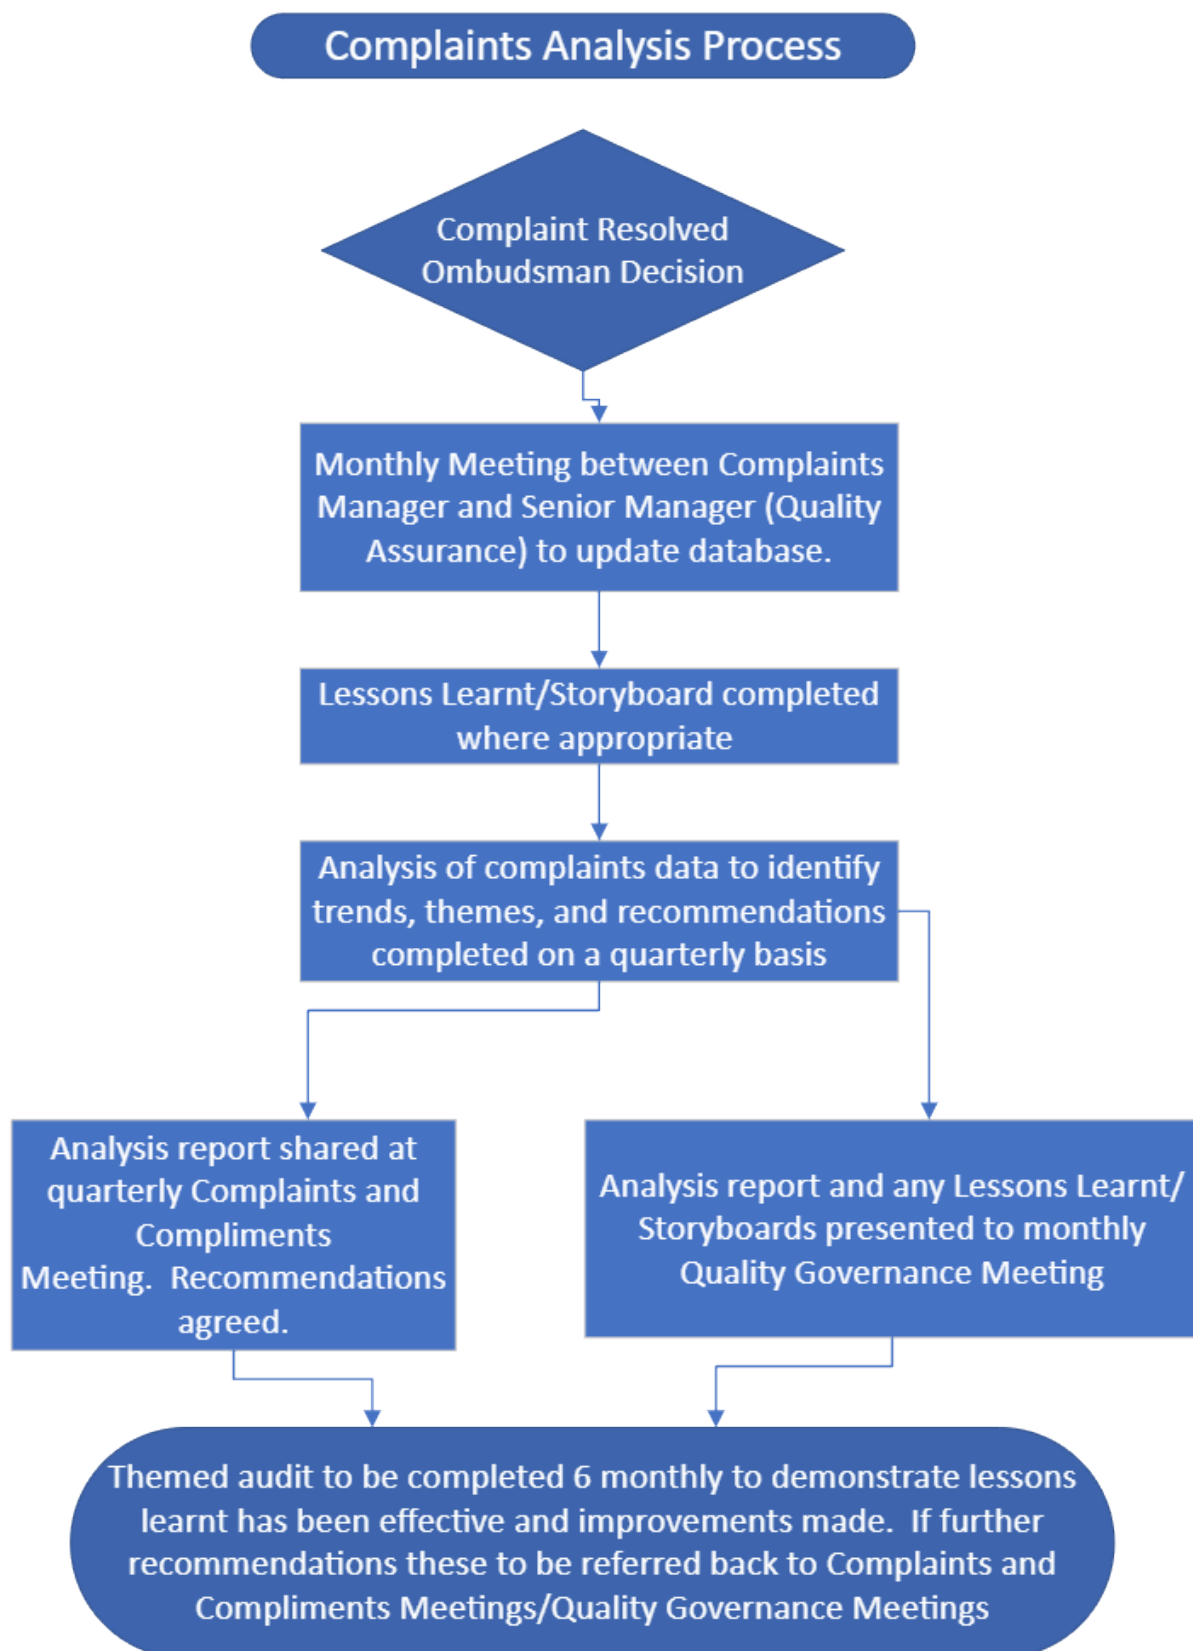 Complaints Analysis Process
Complaint Resolved
Ombudsman Decision
Monthly Meeting between Complaints
Manager and Senior Manager (Quality
Assurance) to update database.
Lessons Learnt/Storyboard completed
where appropriate
Analysis of complaints data to identify
trends, themes, and recommendations
completed on a quarterly basis
Analysis report shared at
quarterly Complaints and
Compliments
Meeting.  Recommendations
agreed.
Analysis report and any Lessons Learnt/
Storyboards presented to monthly
Quality Governance Meeting
Themed audit to be completed 6 monthly to demonstrate lessons
learnt has been effective and improvements made.  If further
recommendations these to be referred back to Complaints and
Compliments Meetings/Quality Governance Meetings